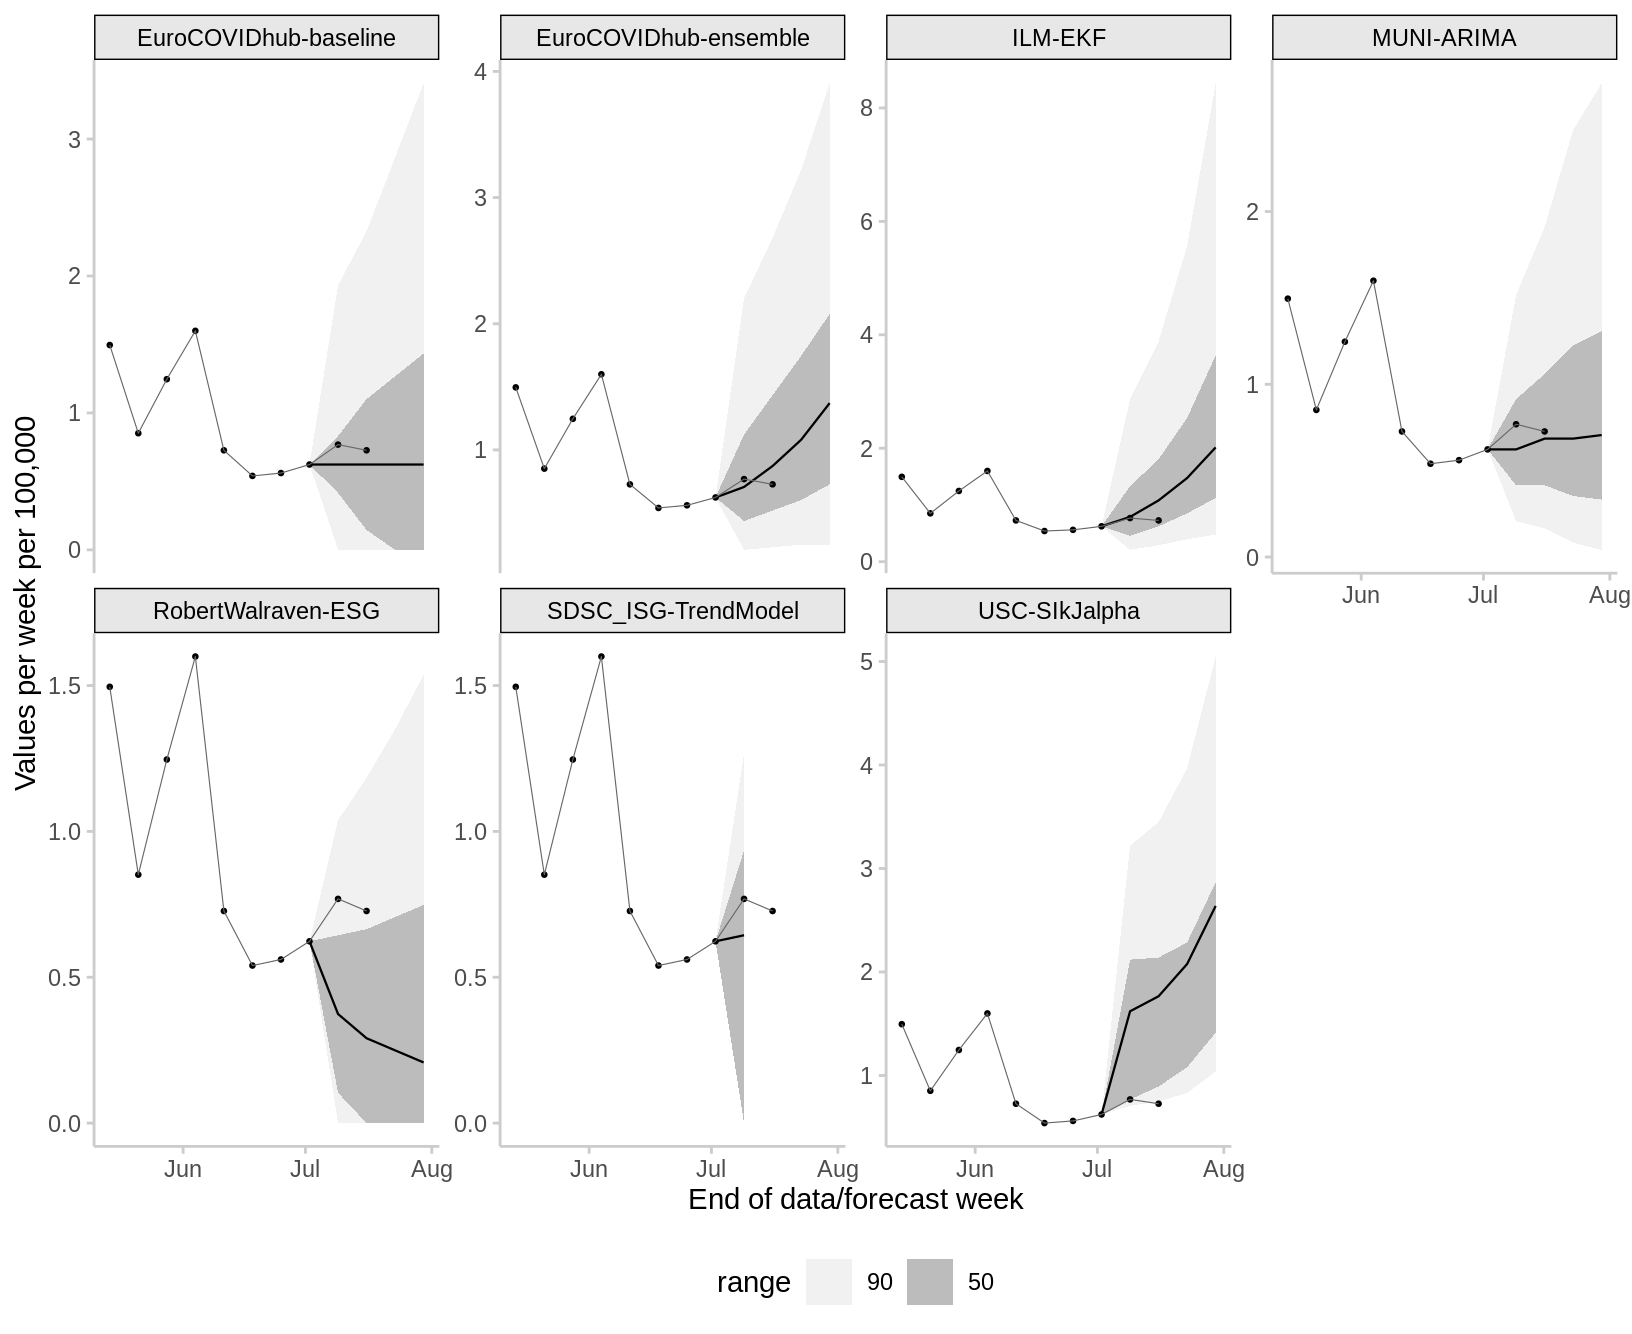 EuroCOVIDhub-baseline
EuroCOVIDhub-ensemble
ILM-EKF
MUNI-ARIMA
3
2
1
0
4
3
2
1
8
6
4
2
0
2
1
0
Jun Jul Aug
RobertWalraven-ESG
SDSC_ISG-TrendModel
USC-SIkJalpha
1.5
1.0
0.5
0.0
1.5
1.0
0.5
0.0
5
4
3
2
1
Jun Jul Aug
Jun Jul Aug
Jun Jul Aug
Values per week per 100,000
End of data/forecast week
range 90 50